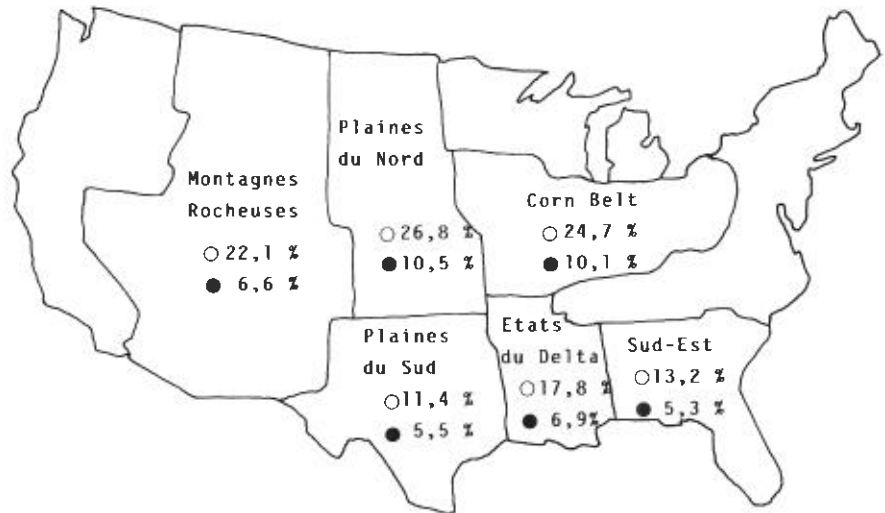 Montagnes
Rocheuses
○ 22,1 %
● 6,6 %
Plaines
du Nord
○ 26,8 %
● 10,5 %
Corn Belt
○ 24,7 %
● 10,1 %
Plaines
du Sud
○ 11,4 %
● 5,5 %
Etats
du Delta
○ 17,8 %
● 6,9%
Sud-Est
○ 13,2 %
● 5,3 %